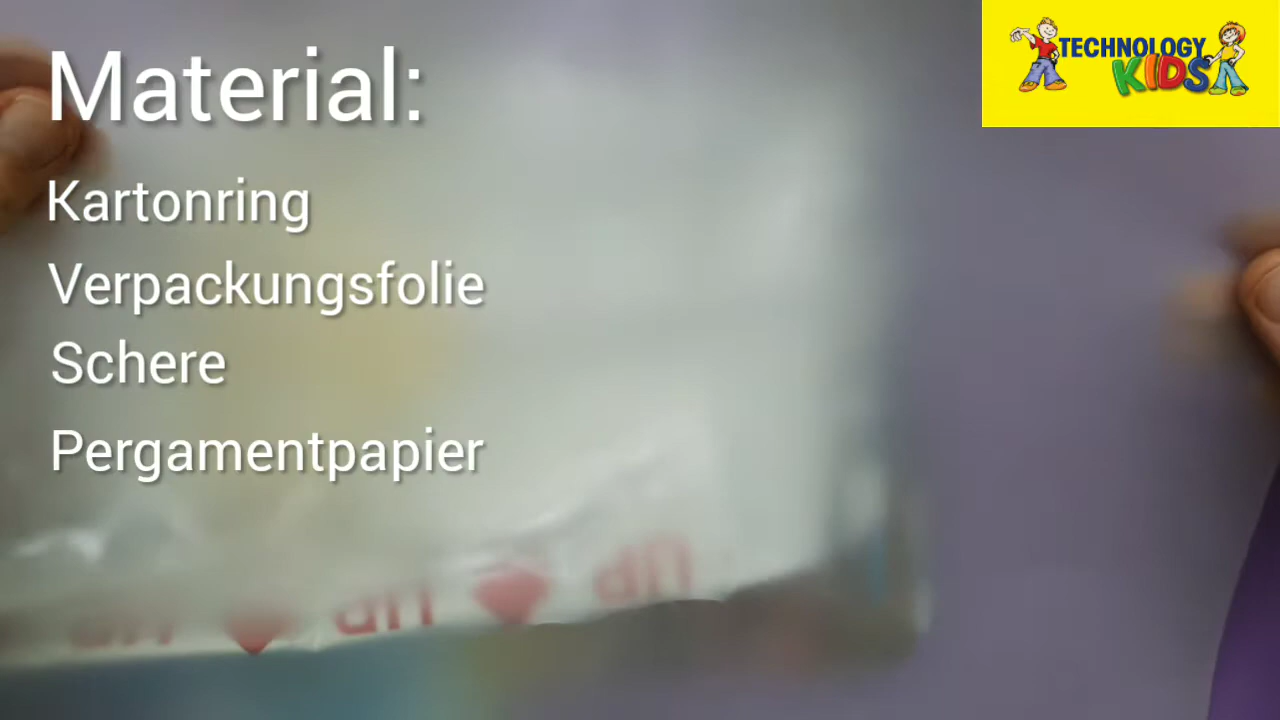 Material:
TECHNOLOGY
KIDS
Kartonring
Verpackungsfolie
Schere
Pergamentpapier